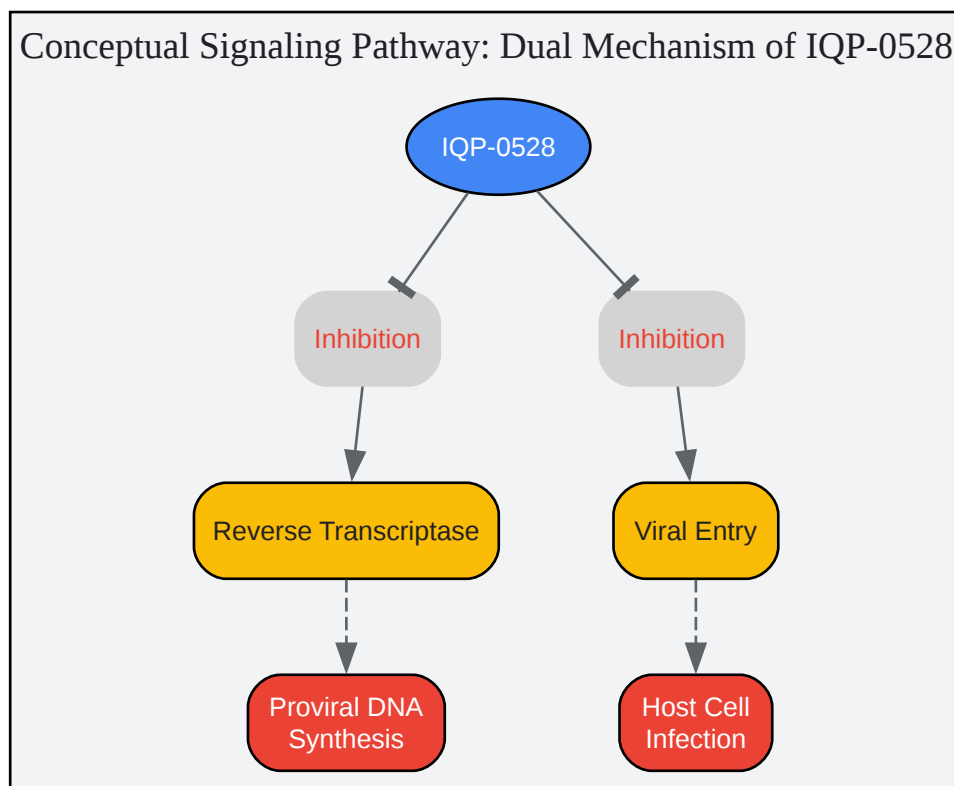 Conceptual Signaling Pathway: Dual Mechanism of IQP-0528
IQP-0528
Inhibition
Inhibition
Reverse Transcriptase
Viral Entry
Proviral DNA
Synthesis
Host Cell
Infection